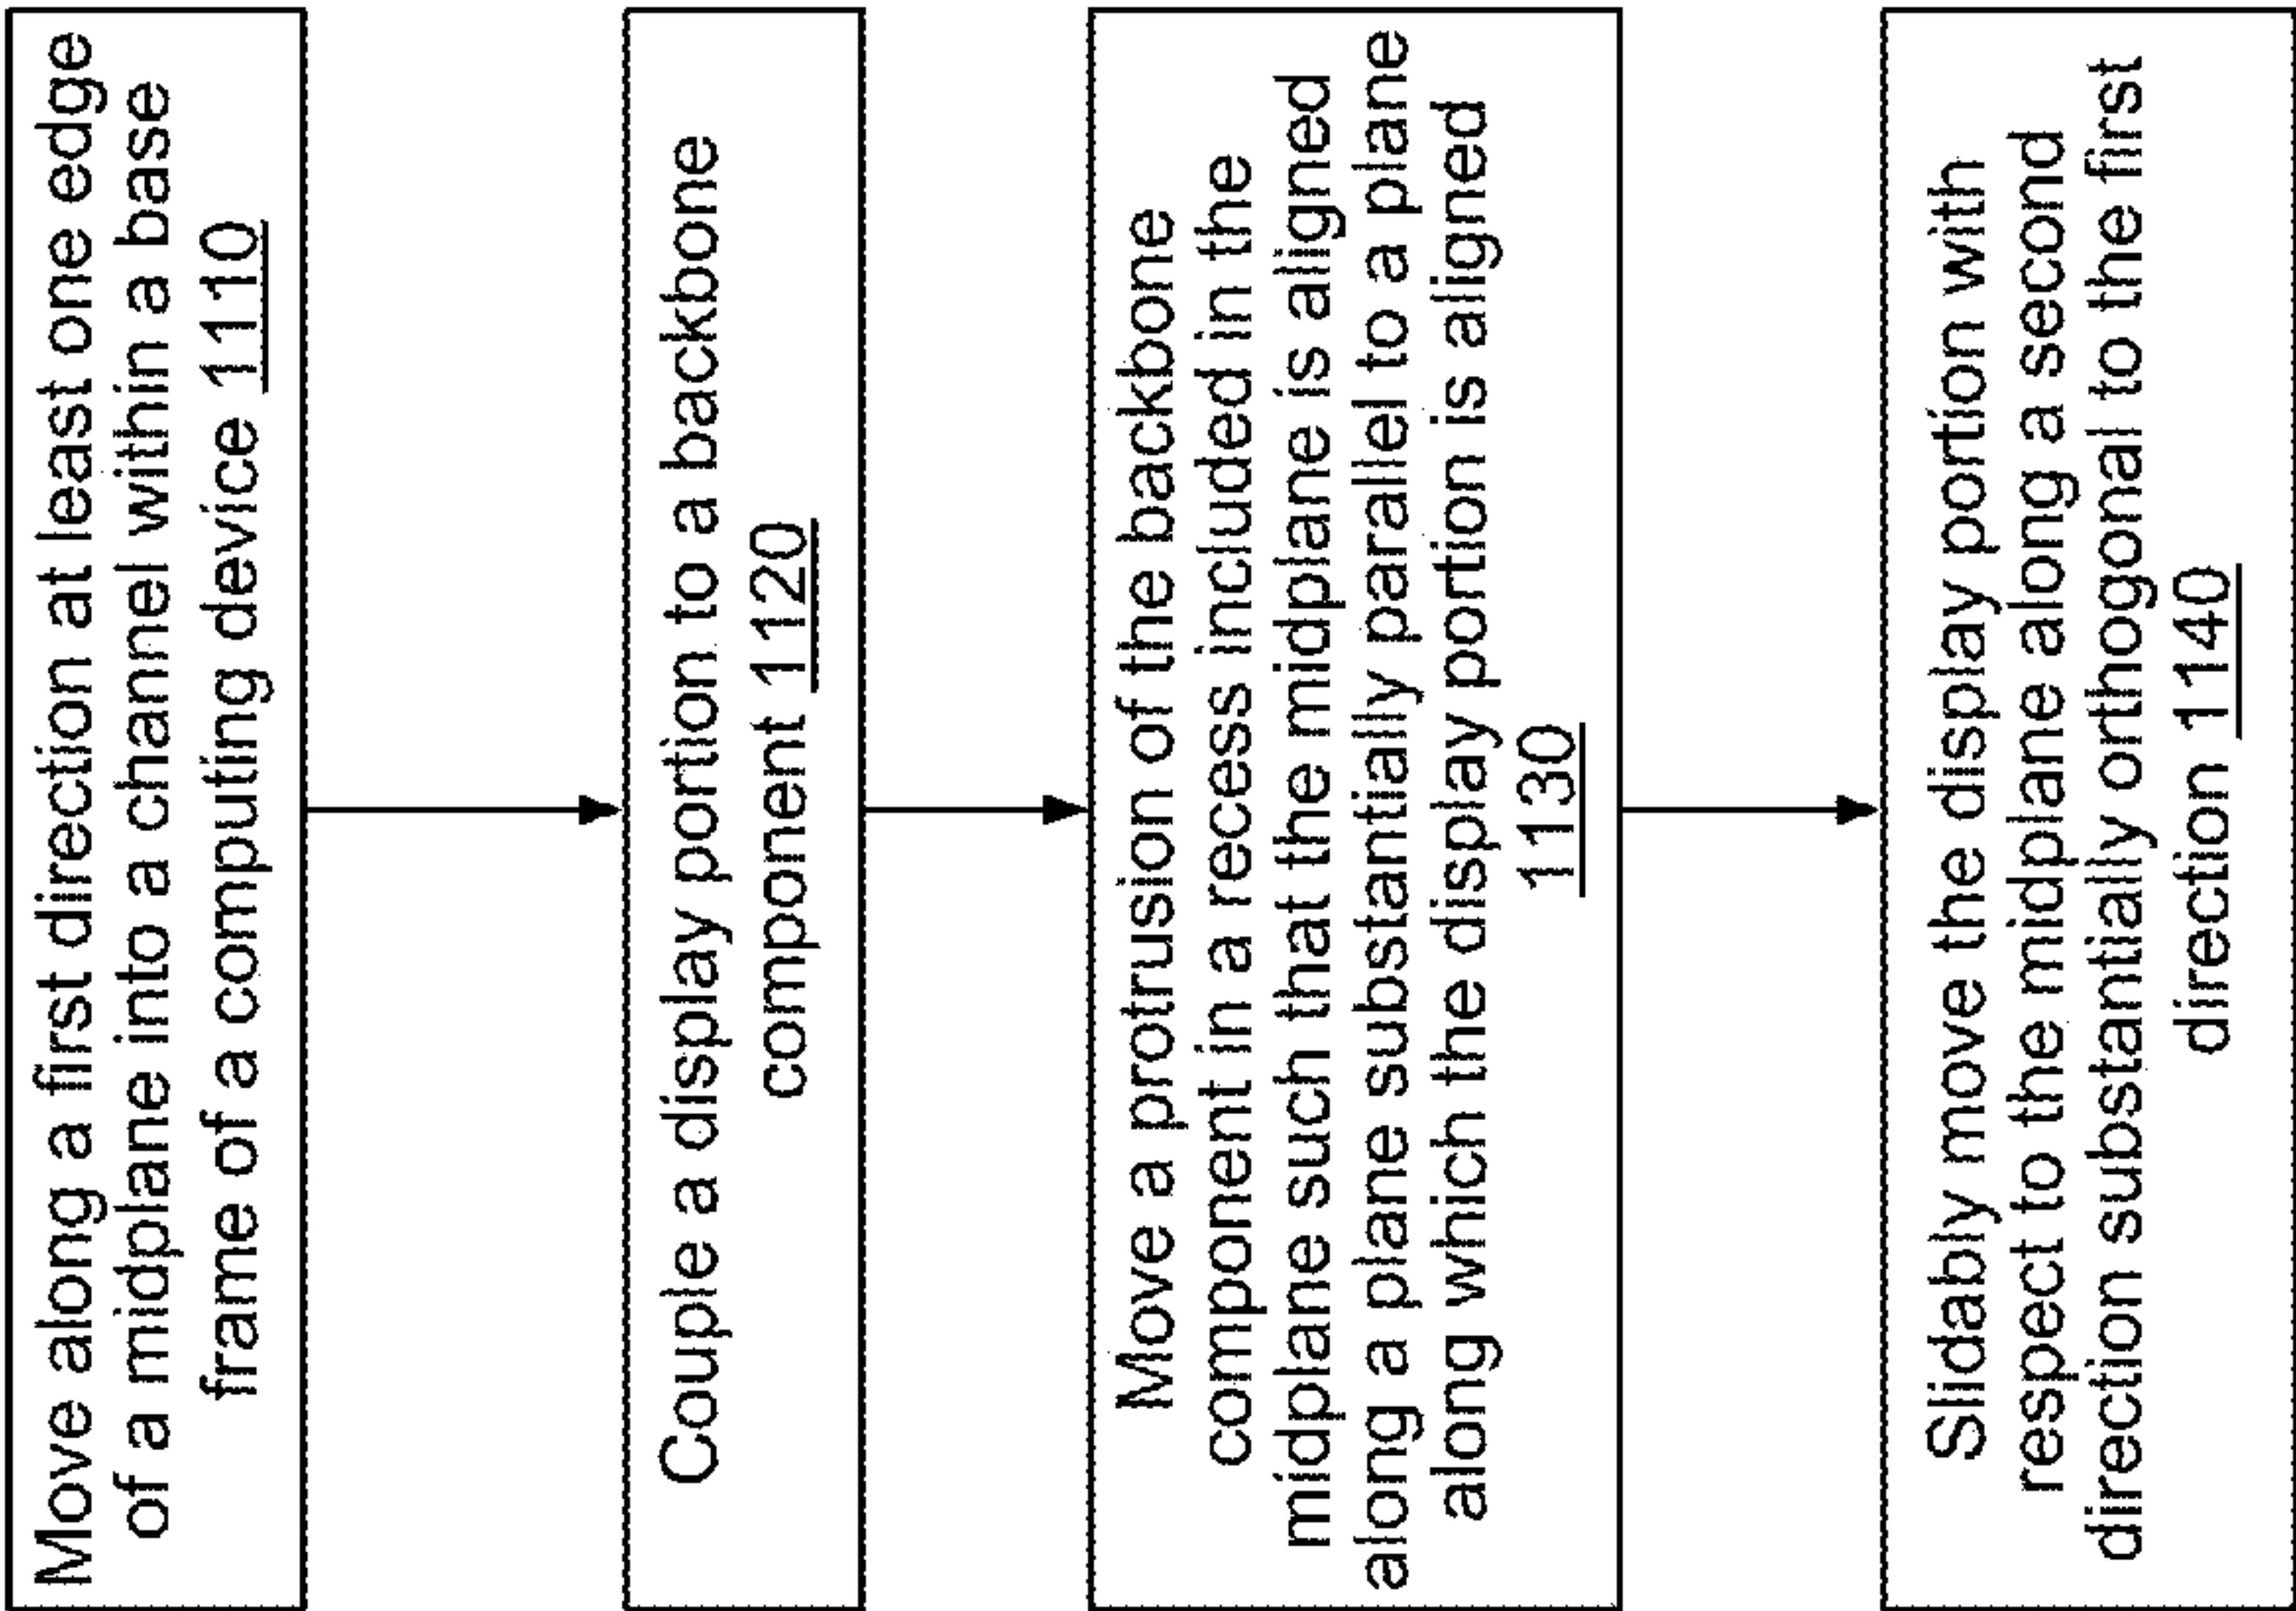 Move along a first direction at least one edge
of a midplane into a channel within a base
frame of a computing device 1110
Couple a display portion to a backbone
component 1120
Move a protrusion of the backbone
component in a recess included in the
midplane such that the midplane is aligned
along a plane substantially parallel to a plane
along which the display portion is aligned
1130
Slidably move the display portion with
respect to the midplane along a second
direction substantially orthogonal to the first
direction 1140